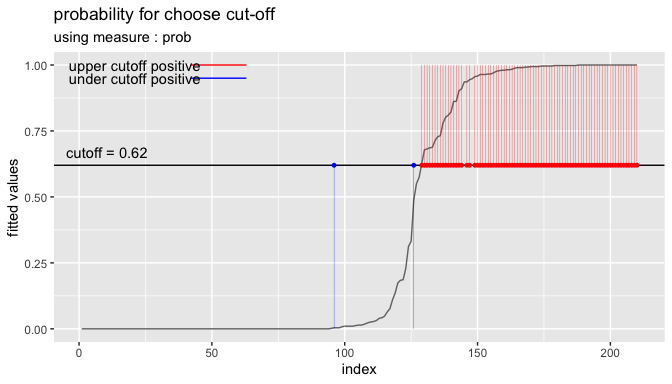 probability for choose cut-off
using measure : prob
1.00
upper cutoff positive
under cutoff positive
0.75
cutoff = 0.62
0.50
0.25
0.00
fitted values
0
50
100
150
200
index